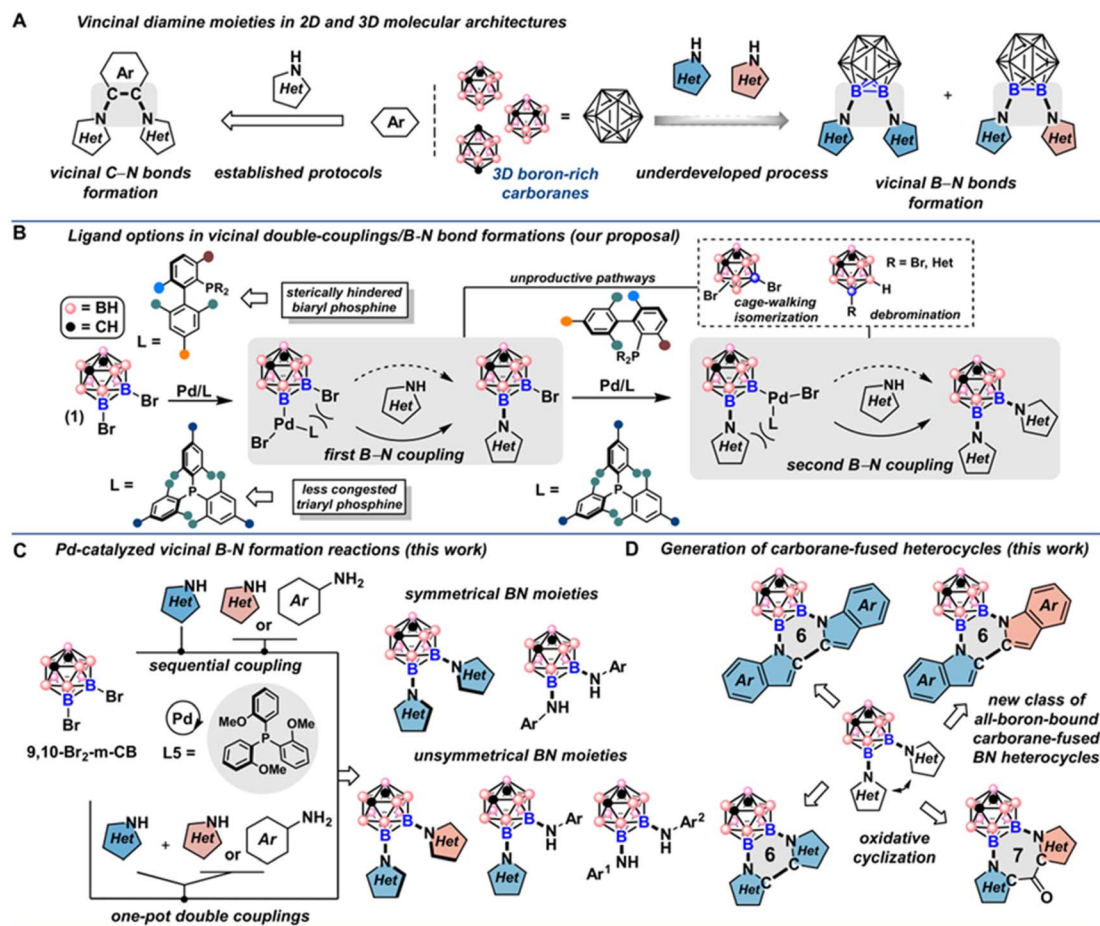 A Vincinal diamine moieties in 2D and 3D molecular architectures
Ar
C C
N N
Het Het
vicinal C–N bonds
formation
H
N
Het
established protocols
Ar
=
3D boron-rich
carboranes
H
N
Het
H
N
Het
underdeveloped process
B B
N N
Het Het
+
B B
N N
Het Het
vicinal B–N bonds
formation
B Ligand options in vicinal double-couplings/B-N bond formations (our proposal)
= BH
= CH
PR2
L =
sterically hindered
biaryl phosphine
(1)
B
B
Br
Br
Pd/L
L =
P
less congested
triaryl phosphine
B
B
Br
Pd
Br
L
NH
Het
first B–N coupling
B
B
Br
N
Het
unproductive pathways
Br
Br
cage-walking
isomerization
R = Br, Het
H
R
debromination
R2P
Pd/L
L =
P
B
B
Pd
Br
L
N
Het
NH
Het
second B–N coupling
B
B
N
Het
N
Het
C Pd-catalyzed vicinal B-N formation reactions (this work)
NH
Het
NH
Het
or
Ar
NH2
sequential coupling
B
B
Br
Br
9,10-Br2-m-CB
Pd
L5 =
MeO
OMe
P
OMe
NH
Het
+
NH
Het
or
Ar
NH2
one-pot double couplings
symmetrical BN moieties
B
B
N
Het
N
Het
B
B
N
H
Ar
NH
Ar
unsymmetrical BN moieties
B
B
N
Het
N
Het
B
B
N
H
Ar
N
Het
B
B
N
H
Ar2
NH
Ar1
D Generation of carborane-fused heterocycles (this work)
B
B
6
N
N
Ar
Ar
B
B
6
N
N
Ar
Ar
new class of
all-boron-bound
carborane-fused
BN heterocycles
B
B
N
Het
N
Het
oxidative
cyclization
B
B
6
N
Het
N
Het
C
C
B
B
7
N
Het
N
Het
C
C
O